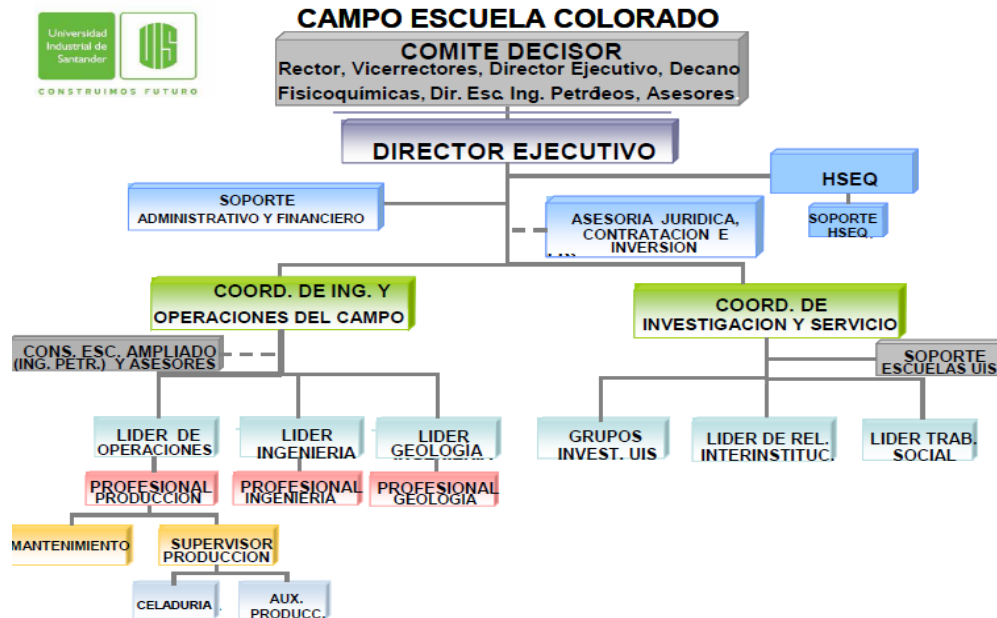 CAMPO ESCUELA COLORADO
Universidad
Industrial de
Santander
UIS
CONSTRUIMOS FUTURO
COMITE DECISOR
Rector, Vicerrectores, Director Ejecutivo, Decano
Fisicoquímicas, Dir. Esc. Ing. Petróleos, Asesores.
DIRECTOR EJECUTIVO
HSEQ
SOPORTE
HSEQ.
SOPORTE
ADMINISTRATIVO Y FINANCIERO
ASESORIA JURIDICA,
CONTRATACION E
INVERSION
COORD. DE ING. Y
OPERACIONES DEL CAMPO
COORD. DE
INVESTIGACION Y SERVICIO
CONS. ESC. AMPLIADO
(ING. PETR.) Y ASESORES
SOPORTE
ESCUELAS UIS
LIDER DE
OPERACIONES
LIDER
INGENIERIA
LIDER
GEOLOGIA
GRUPOS
INVEST. UIS
LIDER DE REL.
INTERINSTITUC.
LIDER TRAB.
SOCIAL
PROFESIONAL
PRODUCCION
PROFESIONAL
INGENIERIA
PROFESIONAL
GEOLOGIA
MANTENIMIENTO
SUPERVISOR
PRODUCCION
CELADURIA
AUX.
PRODUCC.